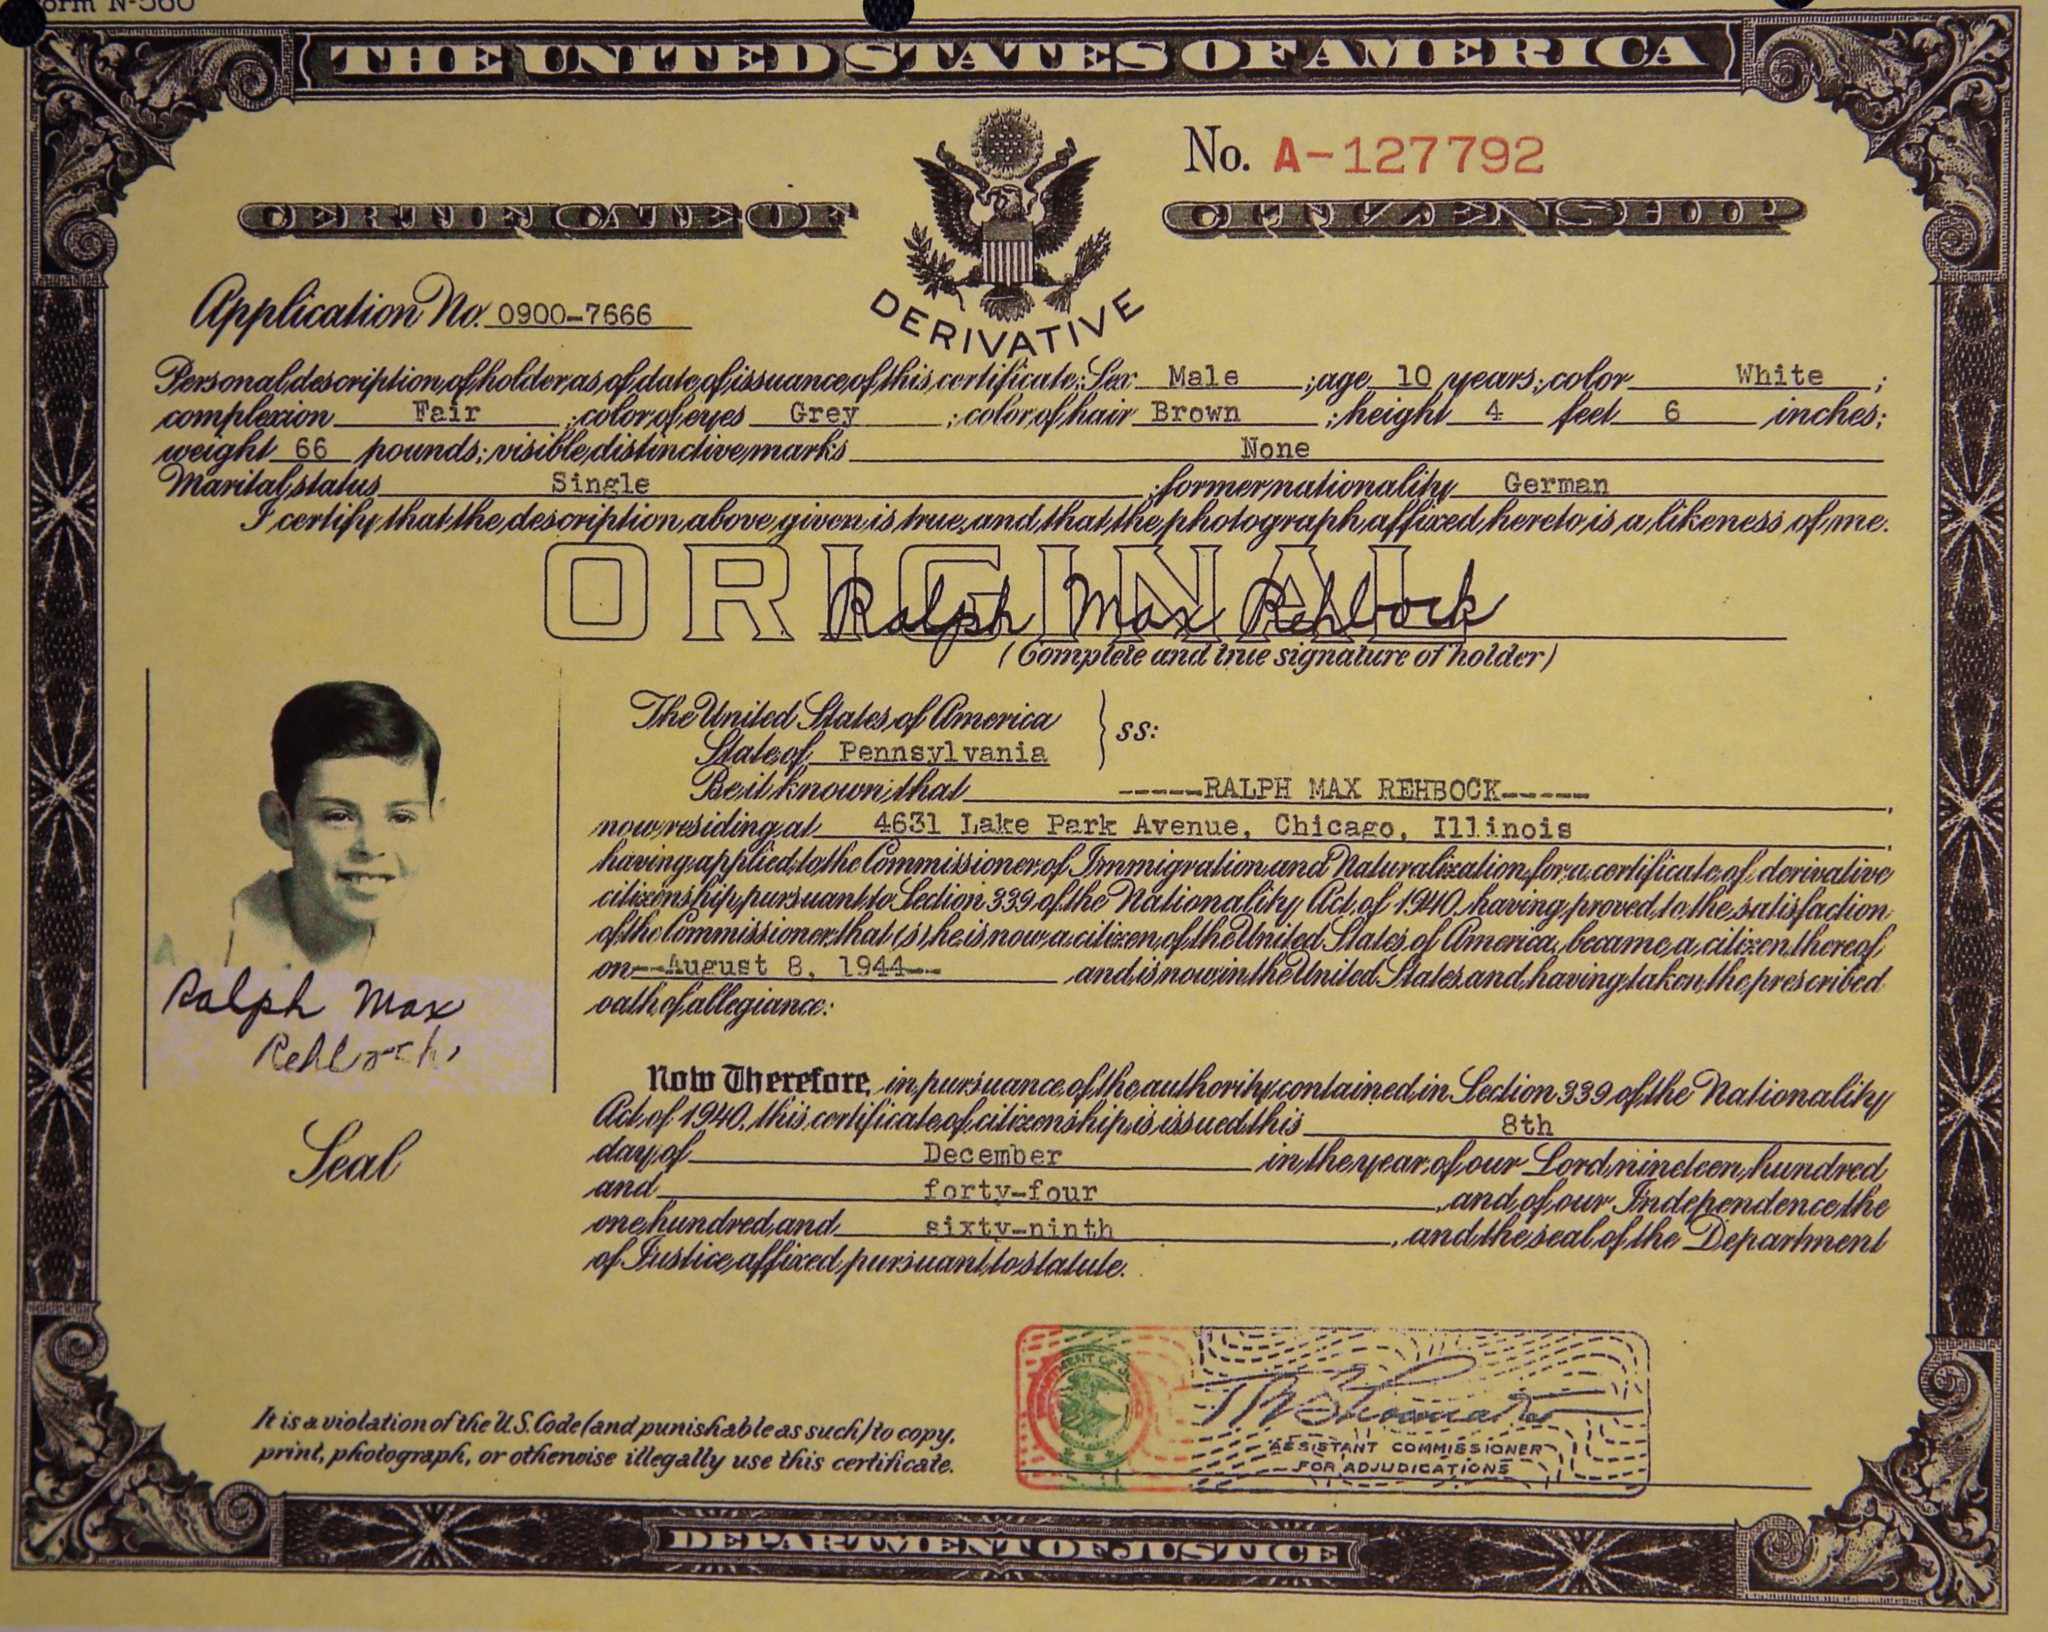 Form N-560
THE UNITED STATES OF AMERICA
No. A-127792
CERTIFICATE OF CITIZENSHIP
DERIVATIVE
Application No. 0900-7666
Personal description of holder as of date of issuance of this certificate: Sex Male ; age 10 years; color White ;
complexion Fair ; color of eyes Grey ; color of hair Brown ; height 4 feet 6 inches;
weight 66 pounds; visible distinctive marks None
Marital status Single ; former nationality German
I certify that the description above given is true, and that the photograph affixed hereto is a likeness of me.
ORIGINAL
Ralph Max Rehbock
(Complete and true signature of holder)
The United States of America } ss:
State of Pennsylvania
Be it known that -----RALPH MAX REHBOCK-----,
now residing at 4631 Lake Park Avenue, Chicago, Illinois,
having applied to the Commissioner of Immigration and Naturalization for a certificate of derivative
citizenship pursuant to Section 339 of the Nationality Act of 1940, having proved to the satisfaction
of the Commissioner that (s)he is now a citizen of the United States of America, became a citizen thereof
on--August 8, 1944-- and is now in the United States and having taken the prescribed
oath of allegiance:
Ralph Max
Rehbock
Seal
Now Therefore, in pursuance of the authority contained in Section 339 of the Nationality
Act of 1940, this certificate of citizenship is issued this 8th
day of December in the year of our Lord nineteen hundred
and forty-four, and of our Independence the
one hundred and sixty-ninth, and the seal of the Department
of Justice affixed pursuant to statute.
ASSISTANT COMMISSIONER
FOR ADJUDICATIONS
It is a violation of the U.S. Code (and punishable as such) to copy,
print, photograph, or otherwise illegally use this certificate.
DEPARTMENT OF JUSTICE